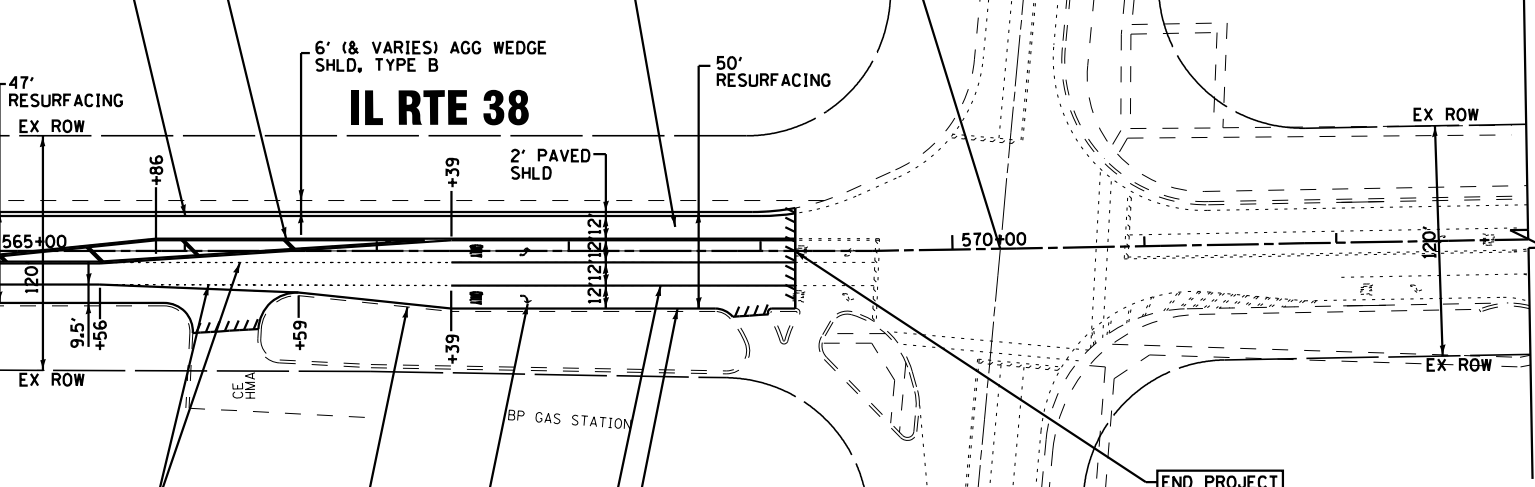 6' (& VARIES) AGG WEDGE
SHLD, TYPE B
50'
RESURFACING
47'
RESURFACING
IL RTE 38
EX ROW
EX ROW
2' PAVED
SHLD
+86
+39
12'
565+00
12'
570+00
120
120'
12'
12'
9.5'
+56
+59
+39
EX ROW
EX ROW
CE
HMA
BP GAS STATION
END PROJECT